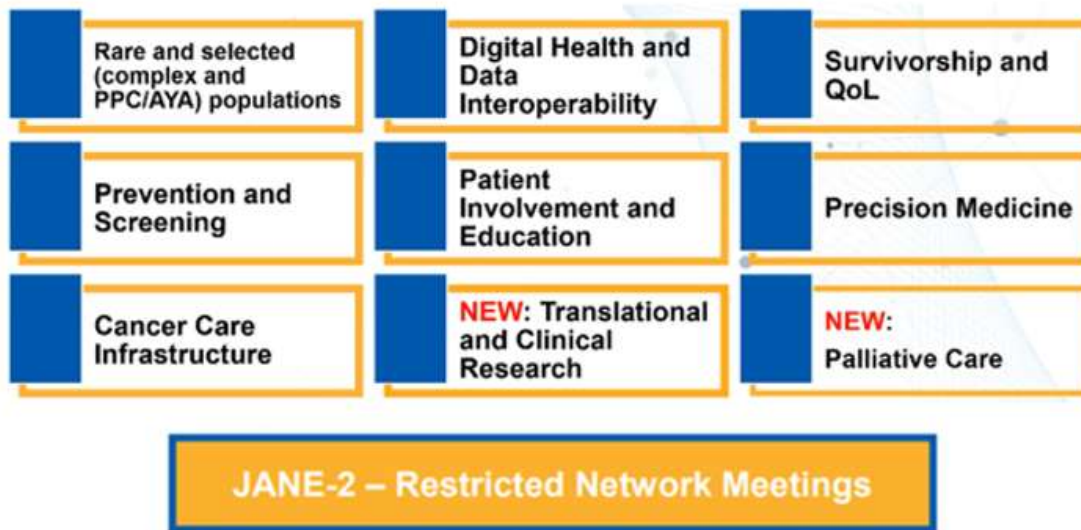 Rare and selected
(complex and
PPC/AYA) populations
Digital Health and
Data
Interoperability
Survivorship and
QoL
Prevention and
Screening
Patient
Involvement and
Education
Precision Medicine
Cancer Care
Infrastructure
NEW: Translational
and Clinical
Research
NEW:
Palliative Care
JANE-2 – Restricted Network Meetings